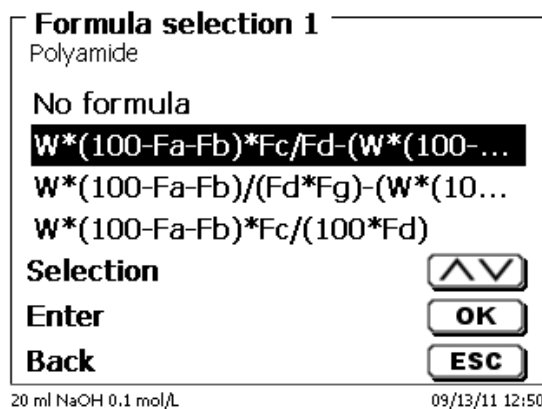 Formula selection 1
Polyamide
No formula
W*(100-Fa-Fb)*Fc/Fd-(W*(100-...
W*(100-Fa-Fb)/(Fd*Fg)-(W*(10...
W*(100-Fa-Fb)*Fc/(100*Fd)
Selection
Enter OK
Back ESC
20 ml NaOH 0.1 mol/L 09/13/11 12:50